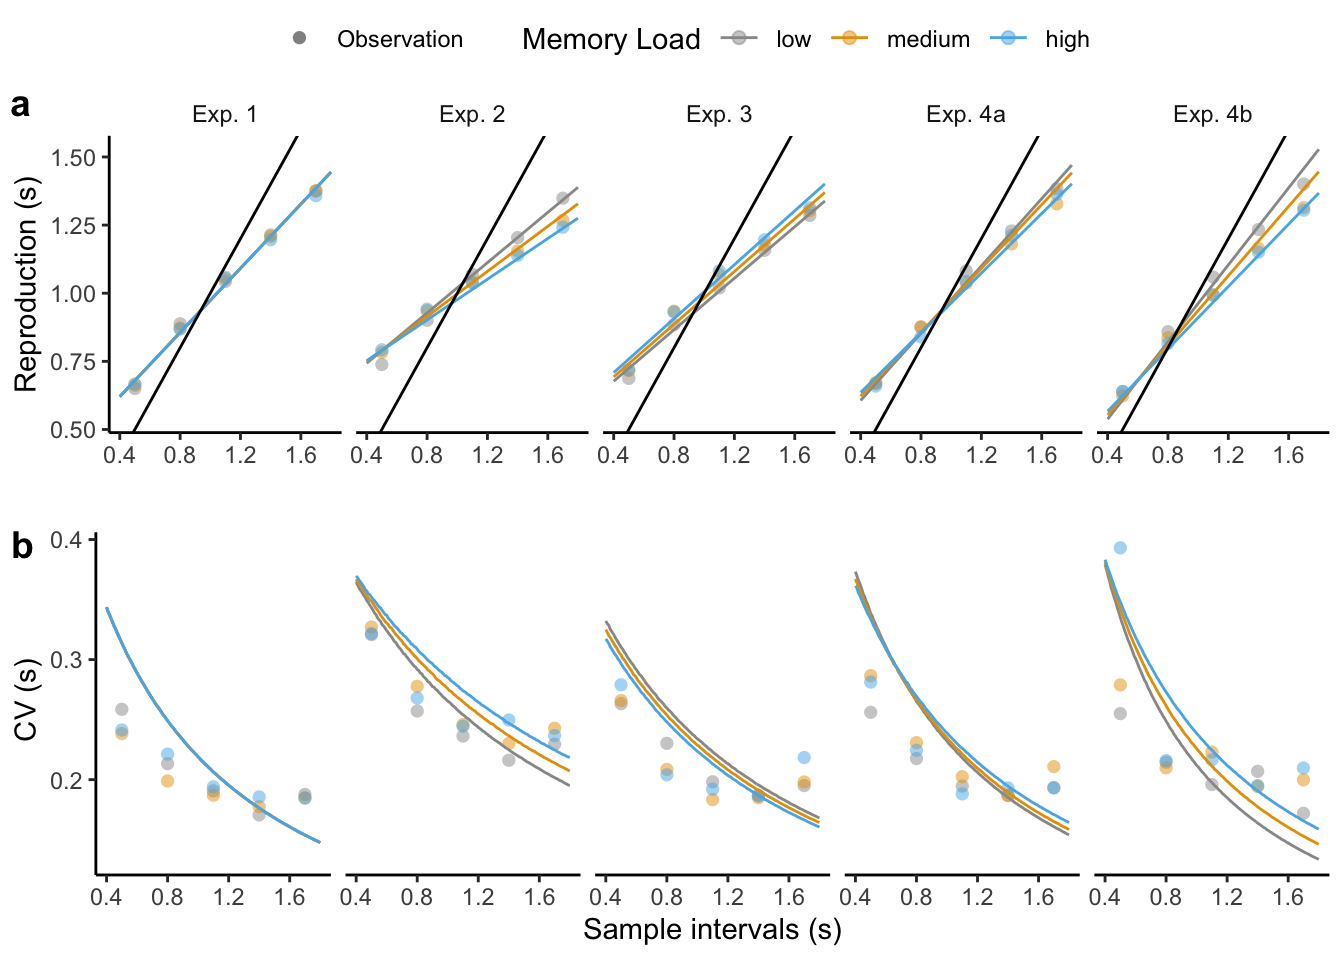 Observation Memory Load low medium high
a
Exp. 1 Exp. 2 Exp. 3 Exp. 4a Exp. 4b
Reproduction (s)
1.50
1.25
1.00
0.75
0.50
0.4 0.8 1.2 1.6 0.4 0.8 1.2 1.6 0.4 0.8 1.2 1.6 0.4 0.8 1.2 1.6 0.4 0.8 1.2 1.6
b
CV (s)
0.4
0.3
0.2
0.4 0.8 1.2 1.6 0.4 0.8 1.2 1.6 0.4 0.8 1.2 1.6 0.4 0.8 1.2 1.6 0.4 0.8 1.2 1.6
Sample intervals (s)